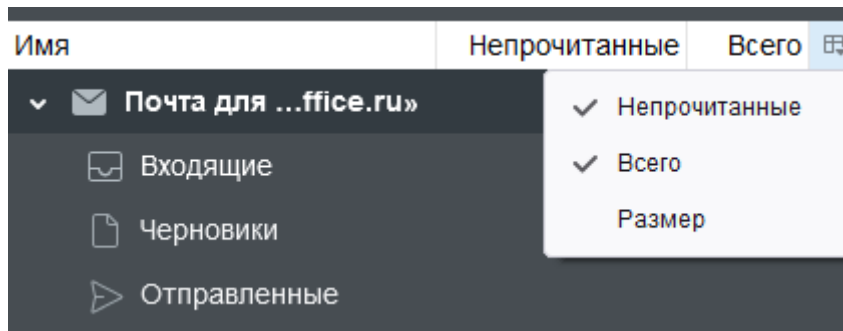 Имя Непрочитанные Всего
Почта для ...ffice.ru»
Непрочитанные
Входящие
Всего
Черновики
Размер
Отправленные